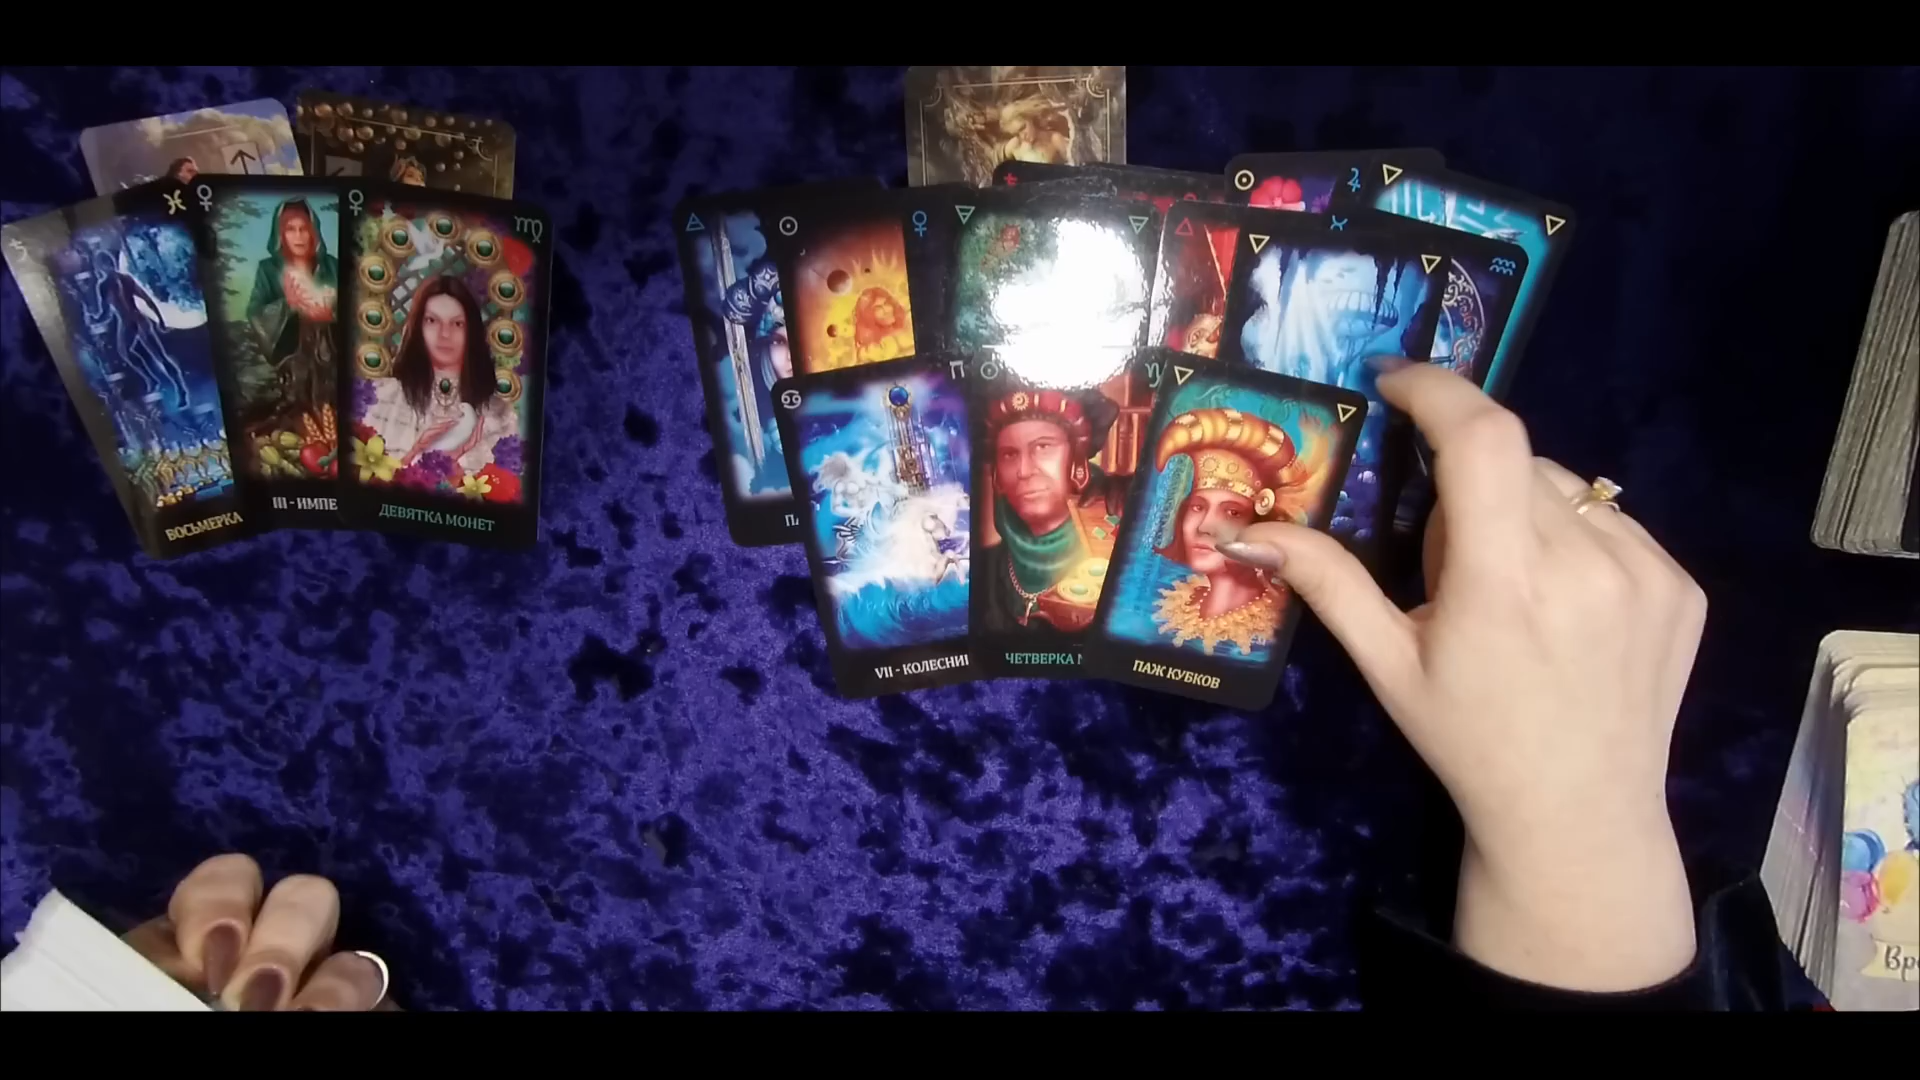 ВОСЬМЕРКА
III - ИМПЕ
ДЕВЯТКА МОНЕТ
VII - КОЛЕСНИ
ЧЕТВЕРКА
ПАЖ КУБКОВ